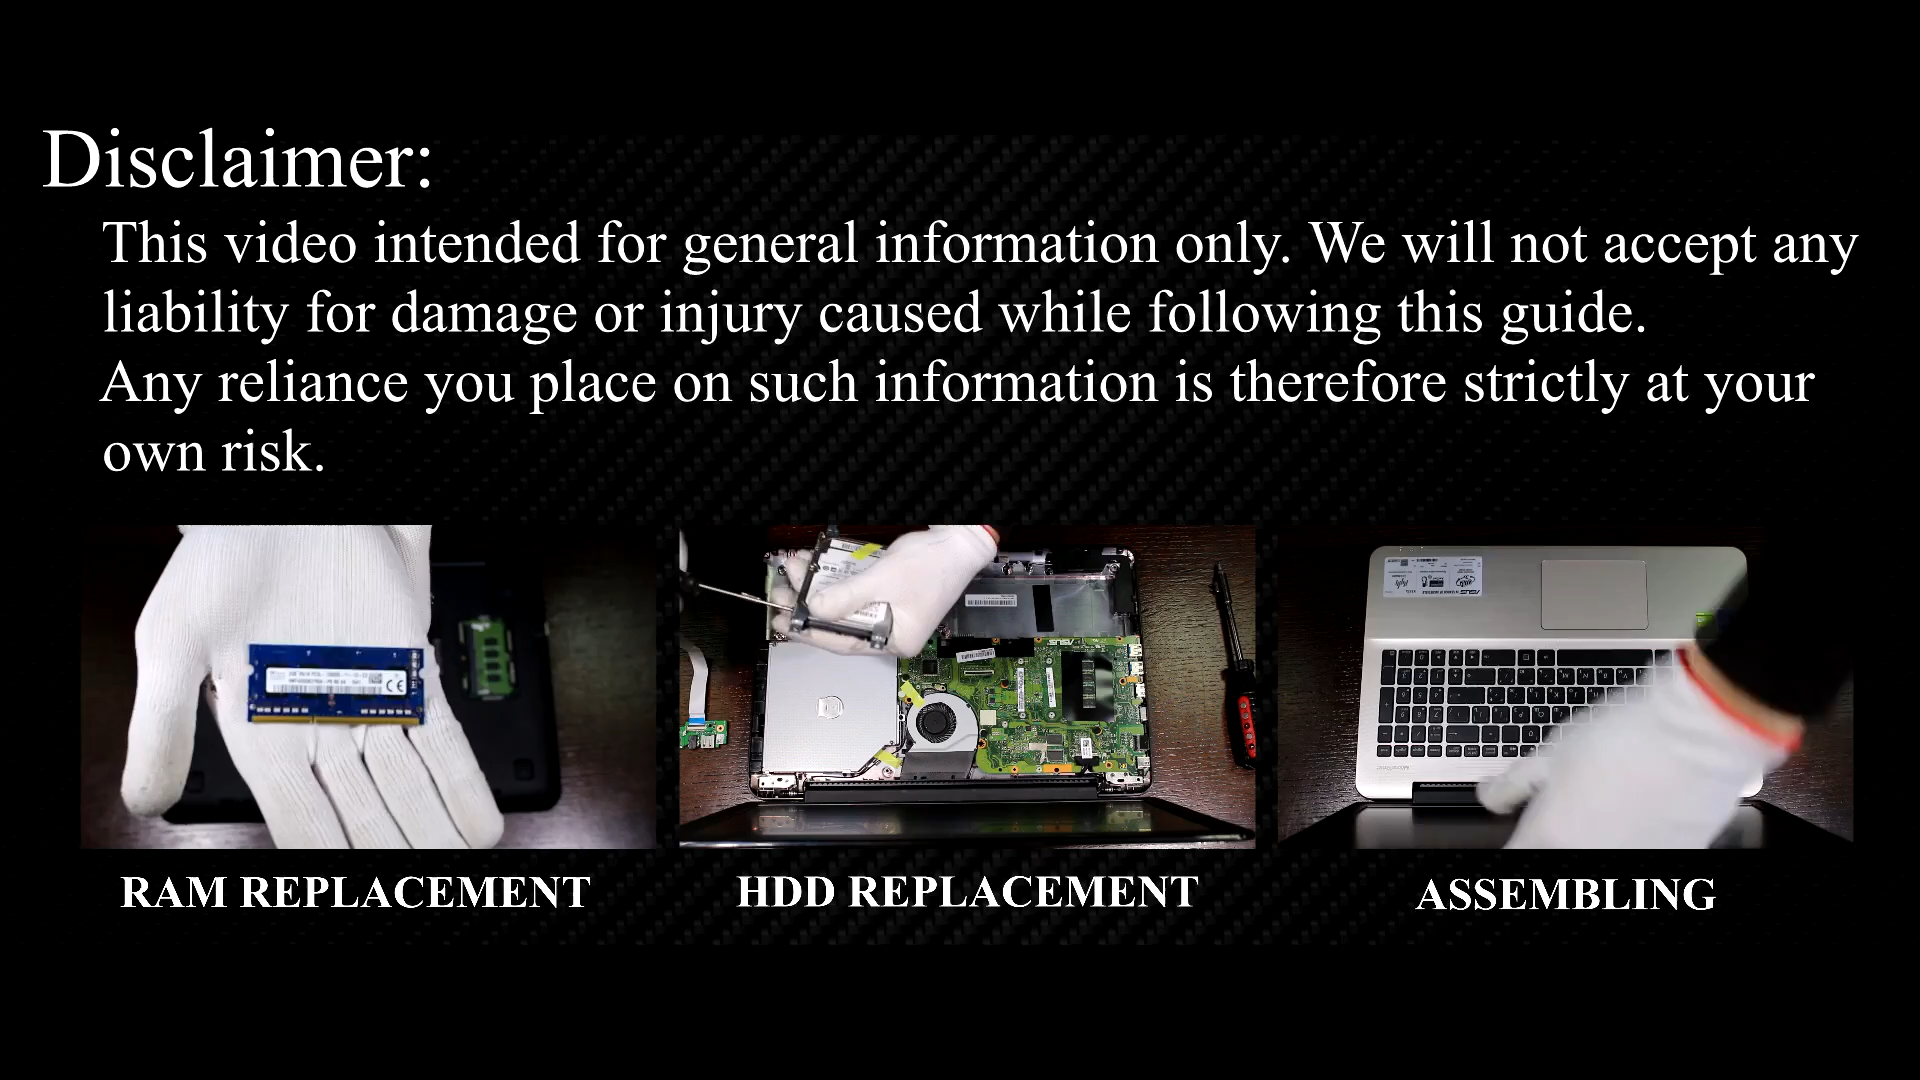 Disclaimer:
This video intended for general information only. We will not accept any
liability for damage or injury caused while following this guide.
Any reliance you place on such information is therefore strictly at your
own risk.
RAM REPLACEMENT
HDD REPLACEMENT
ASSEMBLING